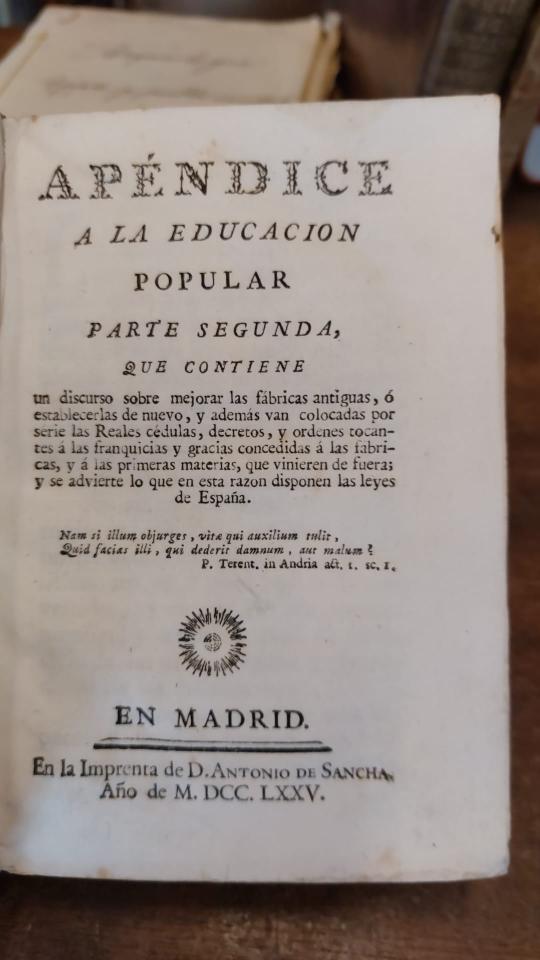 APÉNDICE
A LA EDUCACION
POPULAR
PARTE SEGUNDA,
QUE CONTIENE
un discurso sobre mejorar las fábricas antiguas, ó
establecerlas de nuevo, y además van colocadas por
serie las Reales cédulas, decretos, y ordenes tocan-
tes á las franquicias y gracias concedidas á las fabri-
cas, y á las primeras materias, que vinieren de fuera;
y se advierte lo que en esta razon disponen las leyes
de España.
Nam si illum objurges, vitæ qui auxilium tulit,
Quid facias illi, qui dederit damnum, aut malum?
P. Terent. in Andria act. 1. sc. 1.
EN MADRID.
En la Imprenta de D. ANTONIO DE SANCHA,
Año de M. DCC. LXXV.